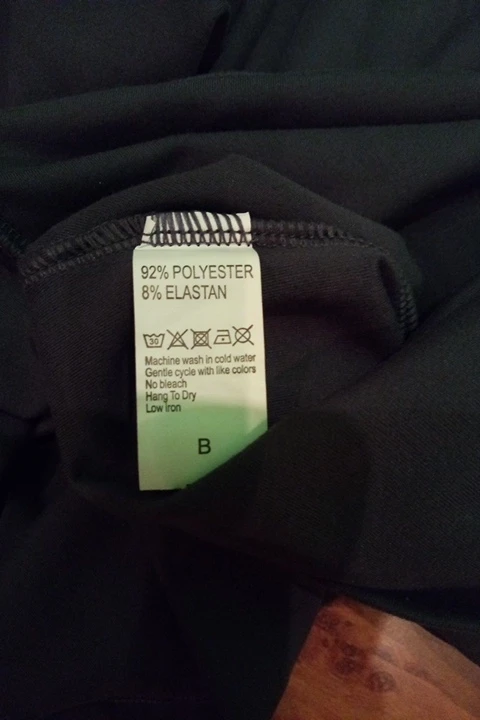 92% POLYESTER
8% ELASTAN
30
Machine wash in cold water
Gentle cycle with like colors
No bleach
Hang To Dry
Low iron
B